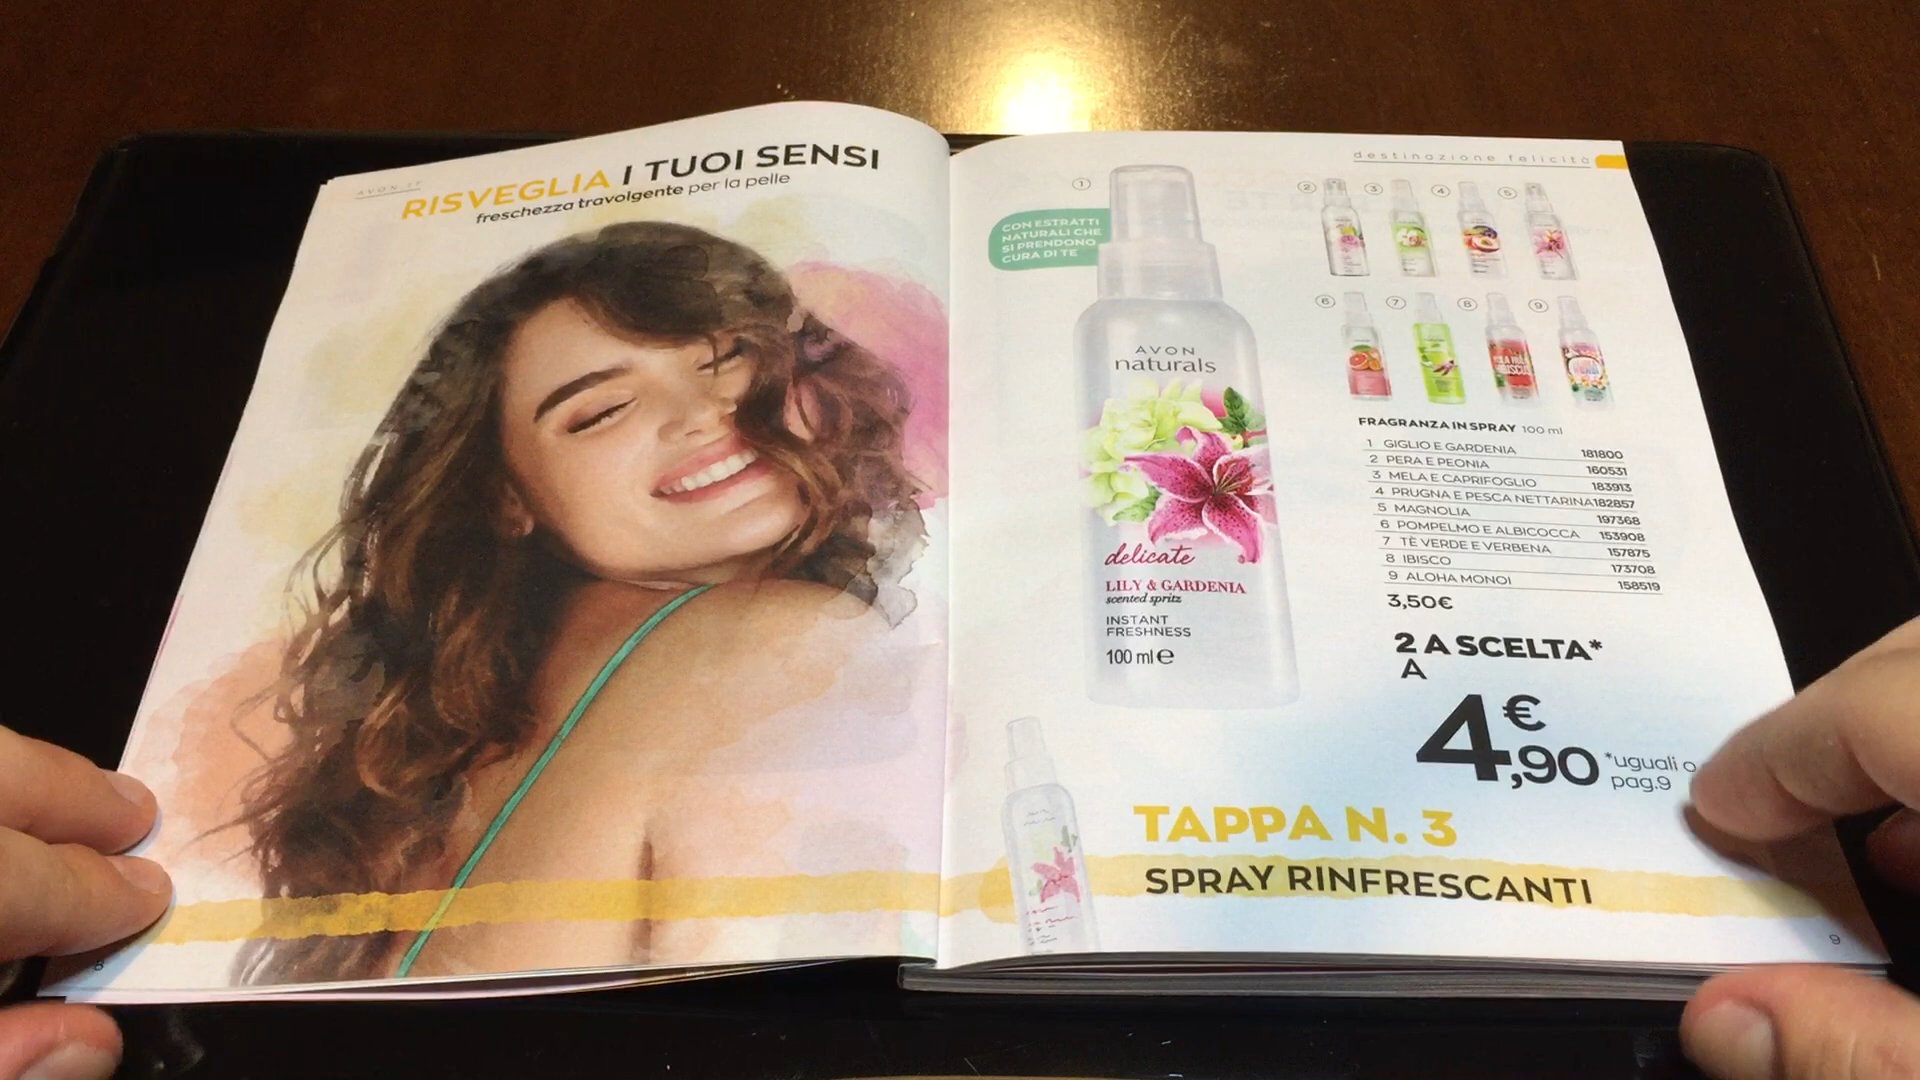 AVON.IT
RISVEGLIA I TUOI SENSI
freschezza travolgente per la pelle
8
destinazione felicità
1
CON ESTRATTI
NATURALI CHE
SI PRENDONO
CURA DI TE
AVON
naturals
delicate
LILY & GARDENIA
scented spritz
INSTANT
FRESHNESS
100 ml e
2 3 4 5
6 7 8 9
FRAGRANZA IN SPRAY 100 ml
1 GIGLIO E GARDENIA 181800
2 PERA E PEONIA 160531
3 MELA E CAPRIFOGLIO 183913
4 PRUGNA E PESCA NETTARINA 182857
5 MAGNOLIA 197368
6 POMPELMO E ALBICOCCA 153908
7 TÈ VERDE E VERBENA 157875
8 IBISCO 173708
9 ALOHA MONOI 158519
3,50€
2 A SCELTA*
A
4,90 €
*uguali o
pag.9
TAPPA N. 3
SPRAY RINFRESCANTI
9